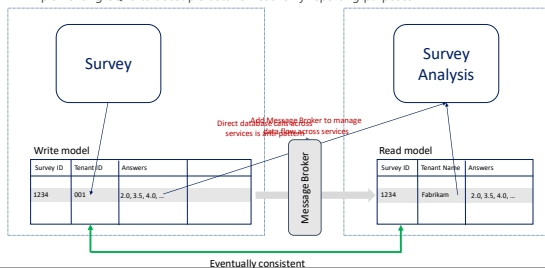 Survey
Survey
Analysis
Add Message Broker to manage
Direct database calls across
data flow across services
services is anti-pattern
Message Broker
Write model
Survey ID Tenant ID Answers
1234 001 2.0, 3.5, 4.0, ...
Read model
Survey ID Tenant Name Answers
1234 Fabrikam 2.0, 3.5, 4.0, ...
Eventually consistent